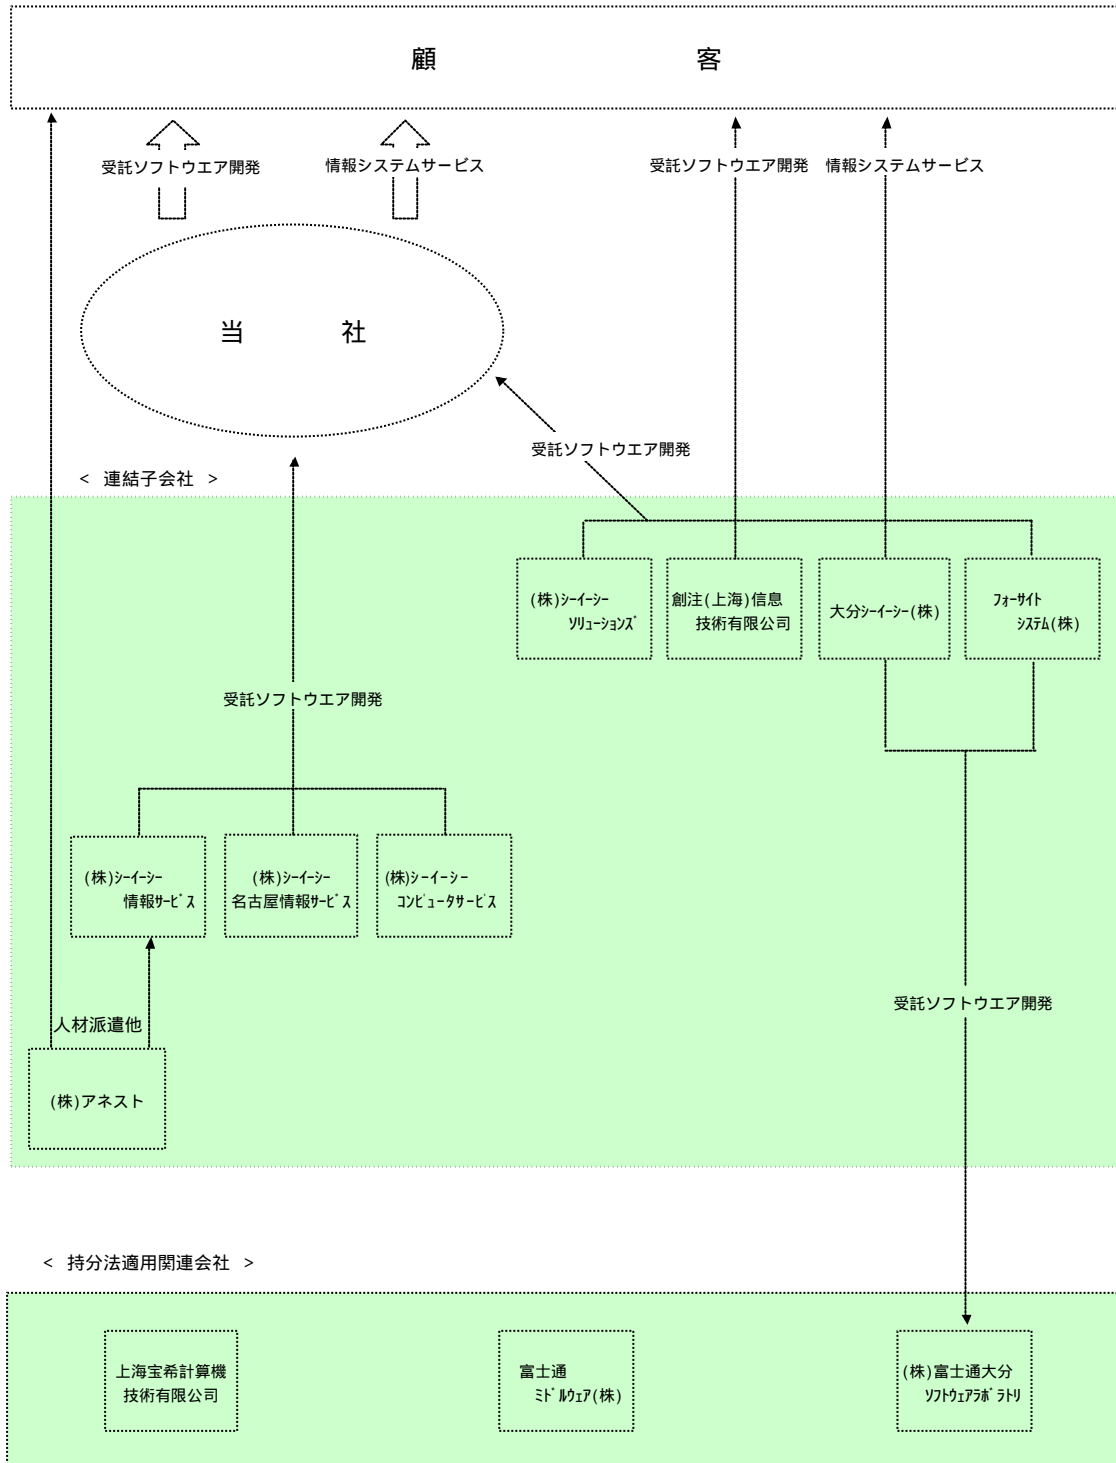 顧 客
受託ソフトウエア開発
情報システムサービス
受託ソフトウエア開発
情報システムサービス
当 社
受託ソフトウエア開発
< 連結子会社 >
(株)ｼｰｲｰｼｰ
ｿﾘｭｰｼｮﾝｽﾞ
創注(上海)信息
技術有限公司
大分ｼｰｲｰｼｰ(株)
ﾌｫｰｻｲﾄ
ｼｽﾃﾑ(株)
受託ソフトウエア開発
(株)ｼｰｲｰｼｰ
情報ｻｰﾋﾞｽ
(株)ｼｰｲｰｼｰ
名古屋情報ｻｰﾋﾞｽ
(株)ｼｰｲｰｼｰ
ｺﾝﾋﾟｭｰﾀｻｰﾋﾞｽ
受託ソフトウエア開発
人材派遣他
(株)アネスト
< 持分法適用関連会社 >
上海宝希計算機
技術有限公司
富士通
ﾐﾄﾞﾙｳｪｱ(株)
(株)富士通大分
ｿﾌﾄｳｪｱﾗﾎﾞﾗﾄﾘ